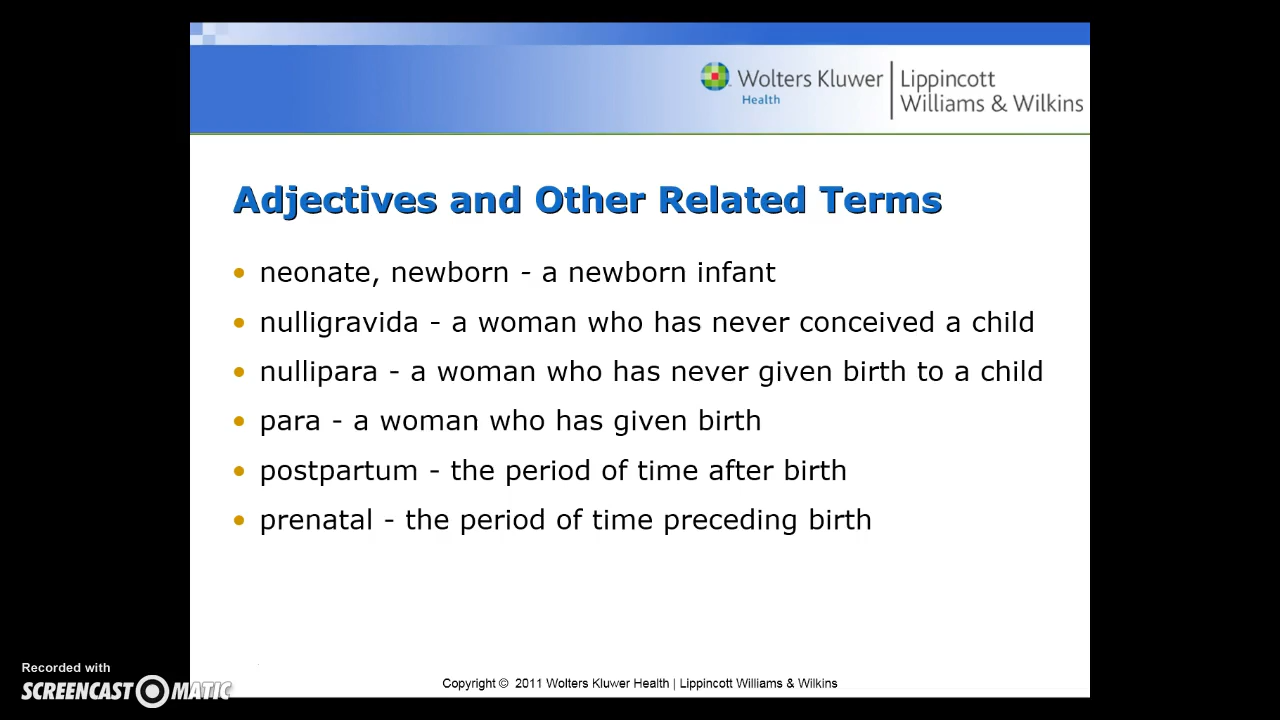 Wolters Kluwer
Health
Lippincott
Williams & Wilkins
Adjectives and Other Related Terms
• neonate, newborn - a newborn infant
• nulligravida - a woman who has never conceived a child
• nullipara - a woman who has never given birth to a child
• para - a woman who has given birth
• postpartum - the period of time after birth
• prenatal - the period of time preceding birth
Copyright © 2011 Wolters Kluwer Health | Lippincott Williams & Wilkins
Recorded with
SCREENCAST MATIC